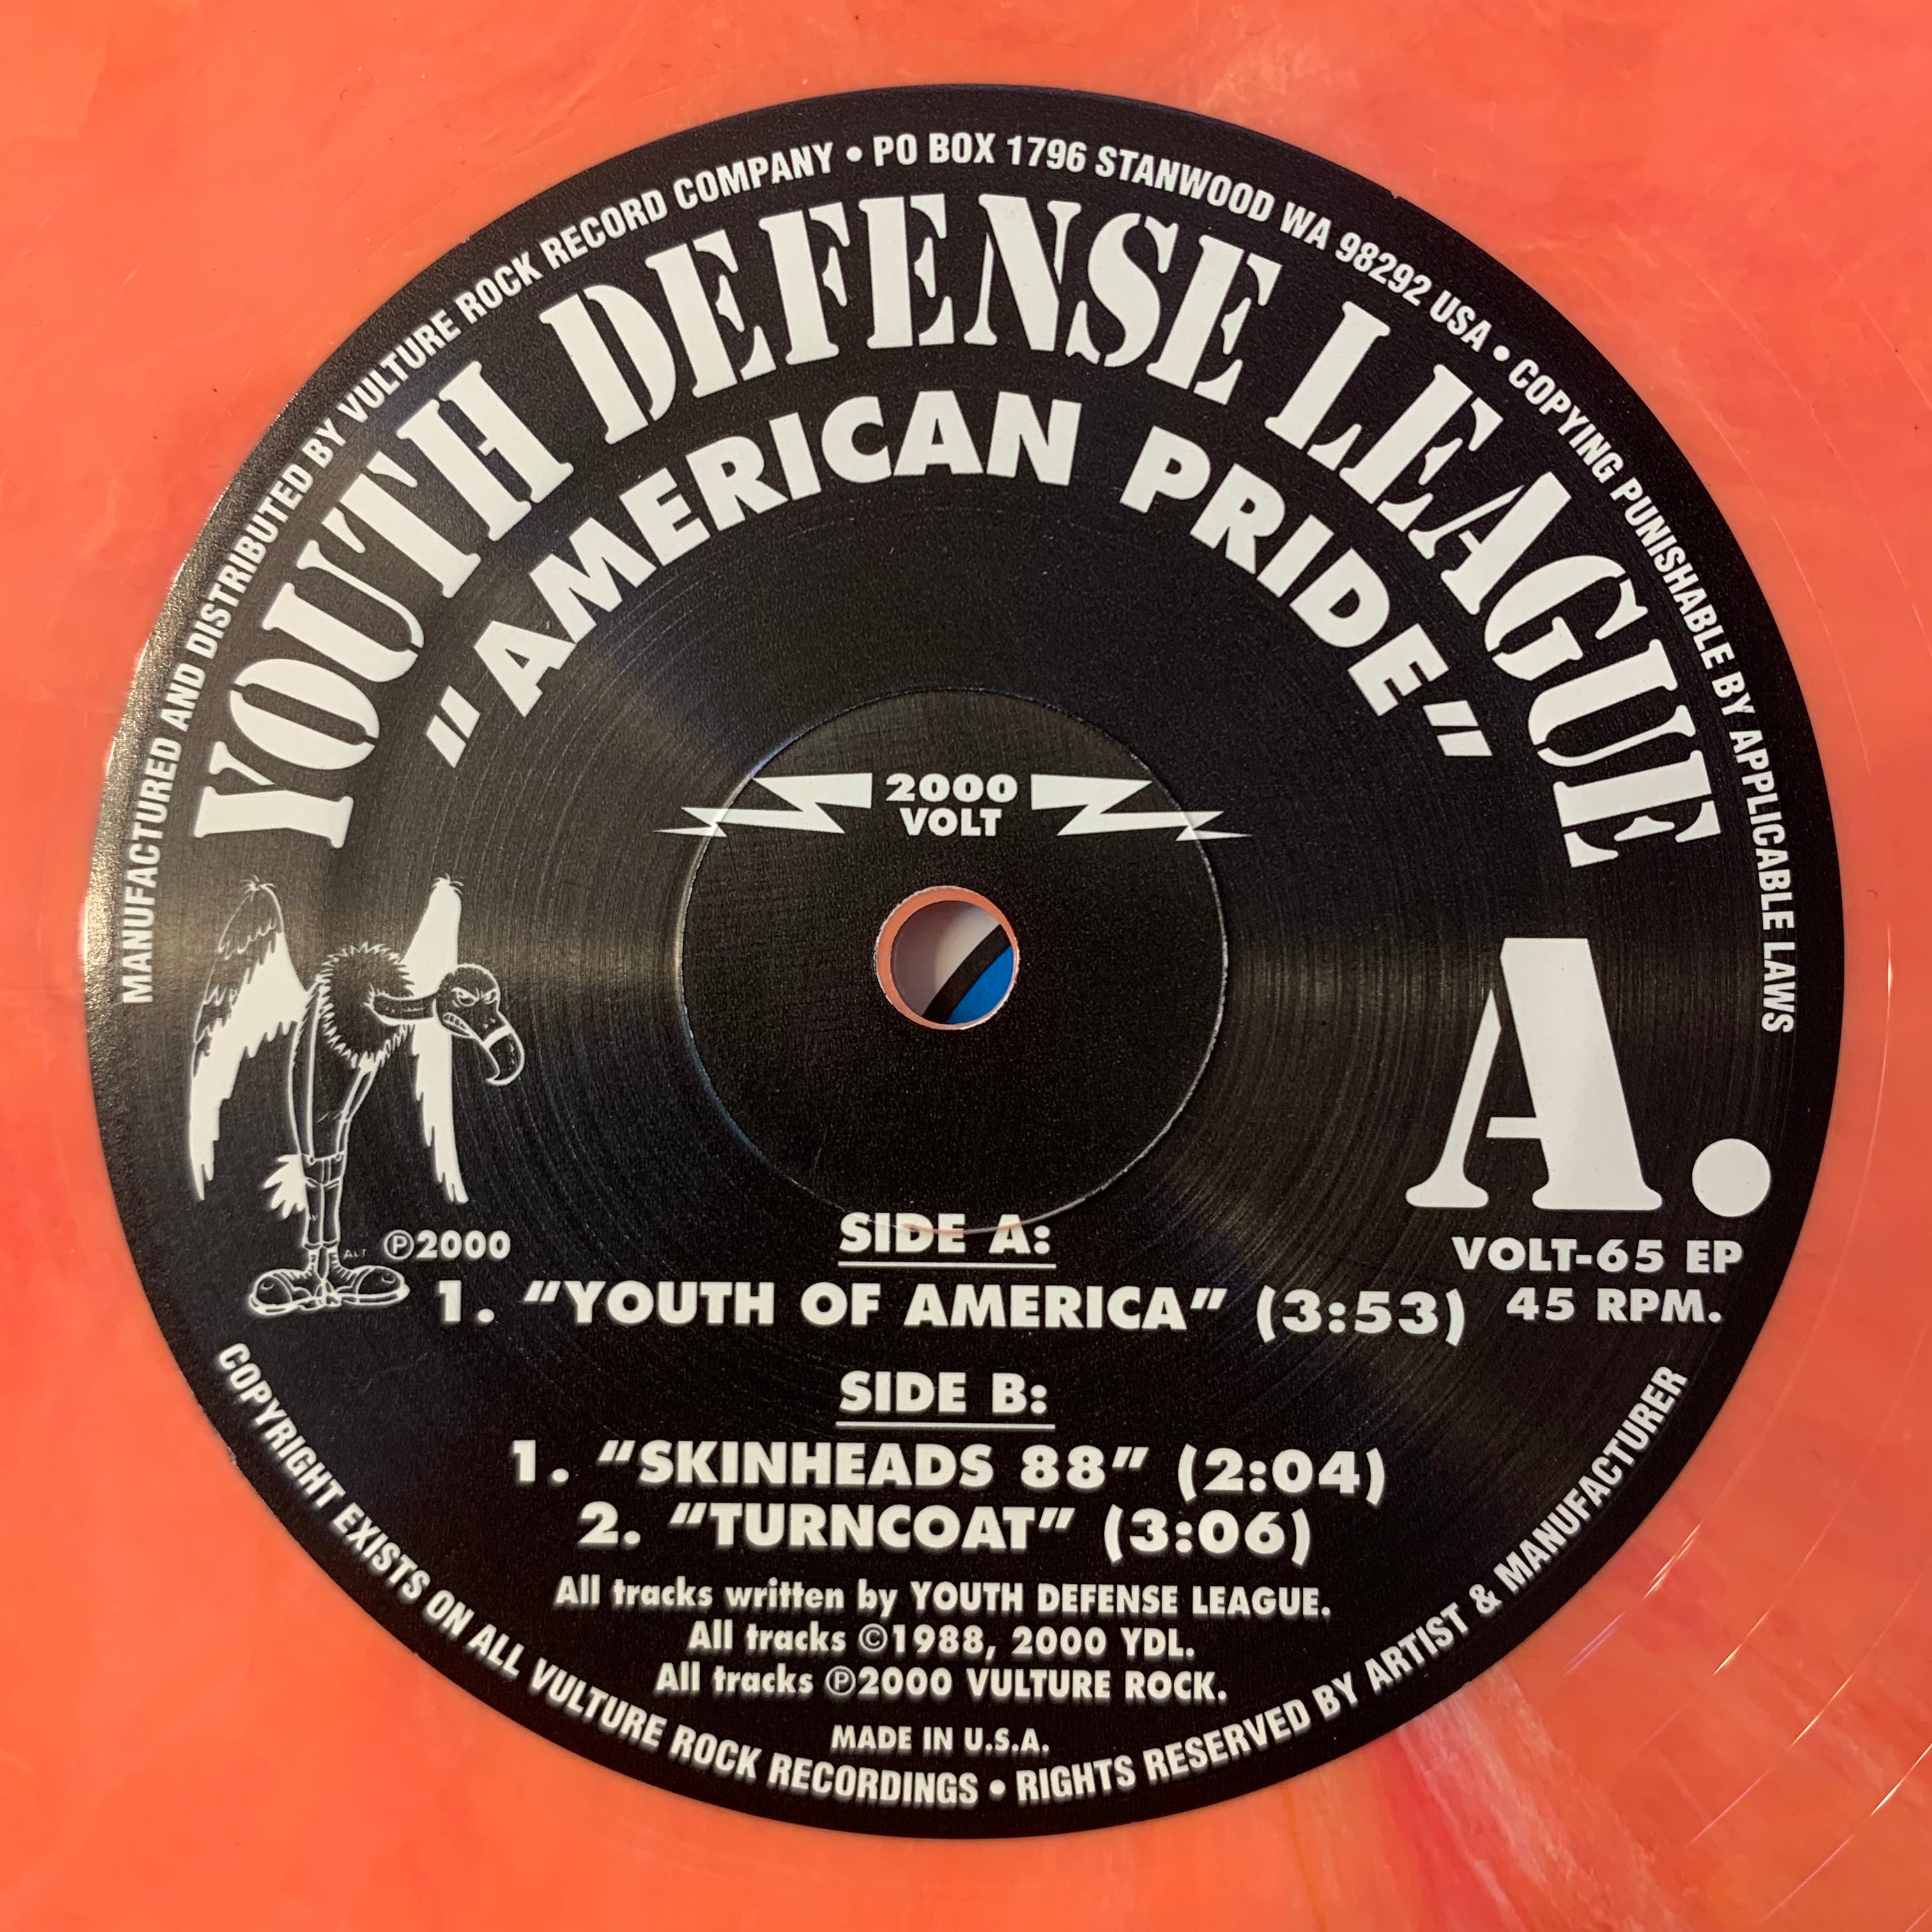 MANUFACTURED AND DISTRIBUTED BY VULTURE ROCK RECORD COMPANY • PO BOX 1796 STANWOOD WA 98292 USA • COPYING PUNISHABLE BY APPLICABLE LAWS
YOUTH DEFENSE LEAGUE
"AMERICAN PRIDE"
2000
VOLT
A.
ALT
℗2000
VOLT-65 EP
45 RPM.
SIDE A:
1. "YOUTH OF AMERICA" (3:53)
SIDE B:
1. "SKINHEADS 88" (2:04)
2. "TURNCOAT" (3:06)
All tracks written by YOUTH DEFENSE LEAGUE.
All tracks ©1988, 2000 YDL.
All tracks ℗2000 VULTURE ROCK.
MADE IN U.S.A.
COPYRIGHT EXISTS ON ALL VULTURE ROCK RECORDINGS • RIGHTS RESERVED BY ARTIST & MANUFACTURER